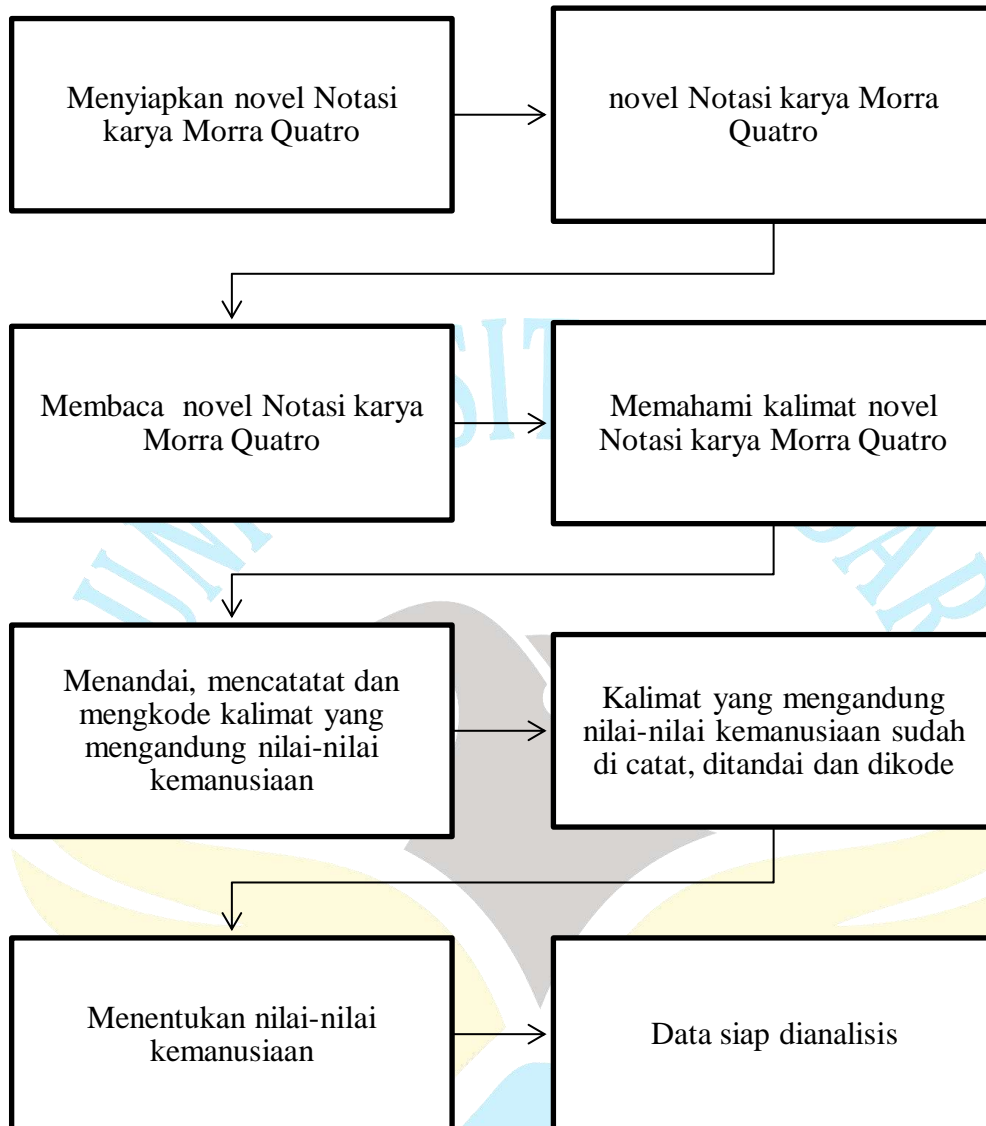 Menyiapkan novel Notasi
karya Morra Quatro
novel Notasi karya Morra
Quatro
Membaca  novel Notasi karya
Morra Quatro
Memahami kalimat novel
Notasi karya Morra Quatro
Menandai, mencatatat dan
mengkode kalimat yang
mengandung nilai-nilai
kemanusiaan
Kalimat yang mengandung
nilai-nilai kemanusiaan sudah
di catat, ditandai dan dikode
Menentukan nilai-nilai
kemanusiaan
Data siap dianalisis